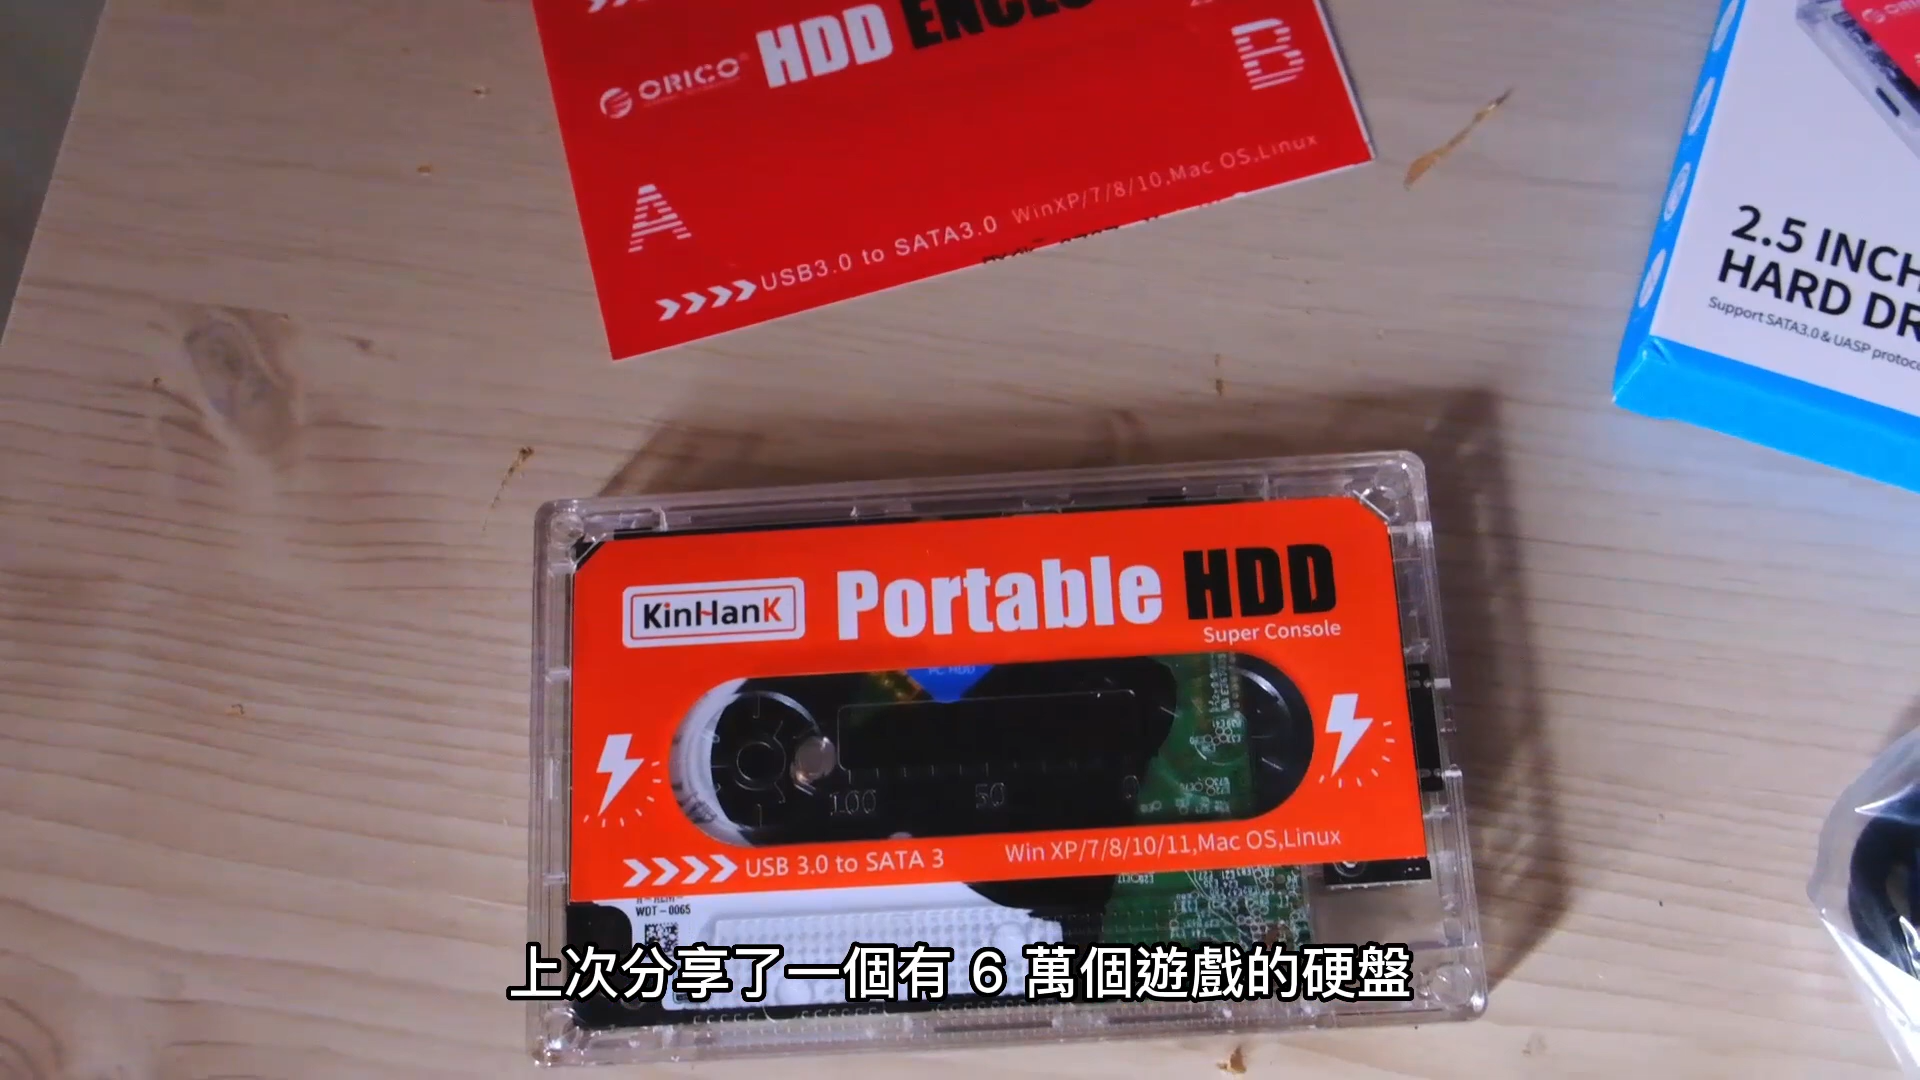 HDD
ORICO
B
A
USB3.0 to SATA3.0 WinXP/7/8/10,Mac OS,Linux
2.5 INCH
Support SATA3.0 & UASP
KinHanK
Portable HDD
Super Console
PC HDD
100 50 0
USB 3.0 to SATA 3
Win XP/7/8/10/11,Mac OS,Linux
WDT-0065
上次分享了一個有 6 萬個遊戲的硬盤